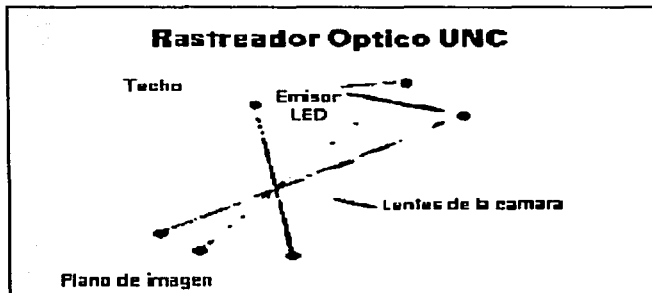 Rastreador Optico UNC
Techo
Emisor
LED
Lentes de la camara
Plano de imagen